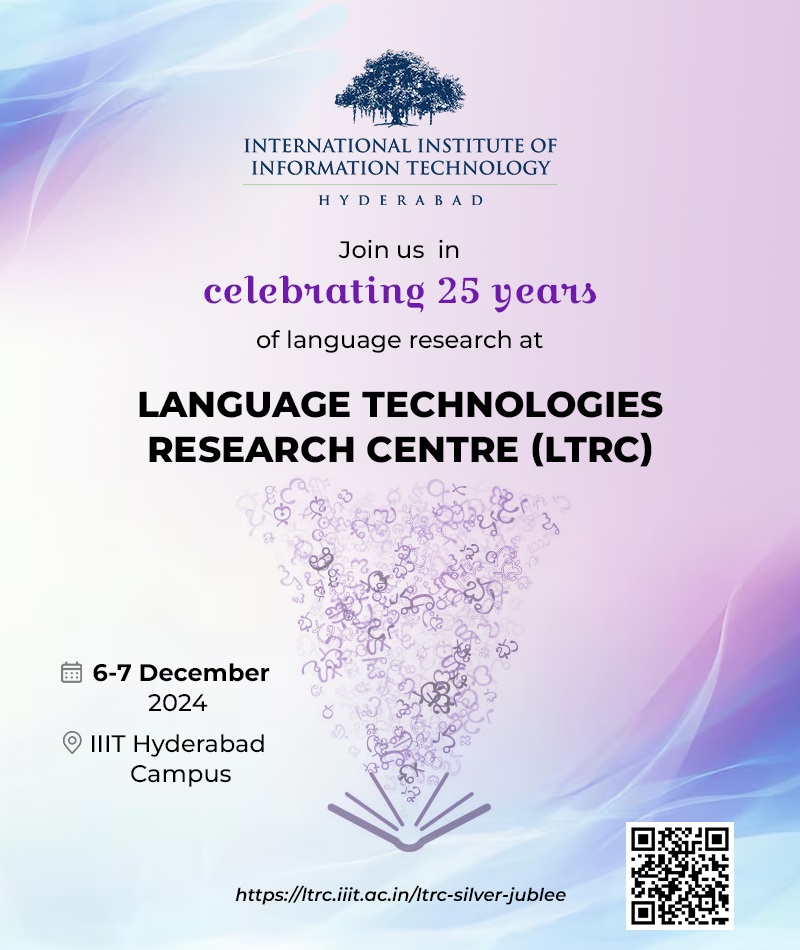 INTERNATIONAL INSTITUTE OF
INFORMATION TECHNOLOGY
HYDERABAD
Join us in
celebrating 25 years
of language research at
LANGUAGE TECHNOLOGIES
RESEARCH CENTRE (LTRC)
6-7 December
2024
IIIT Hyderabad
Campus
https://ltrc.iiit.ac.in/ltrc-silver-jublee